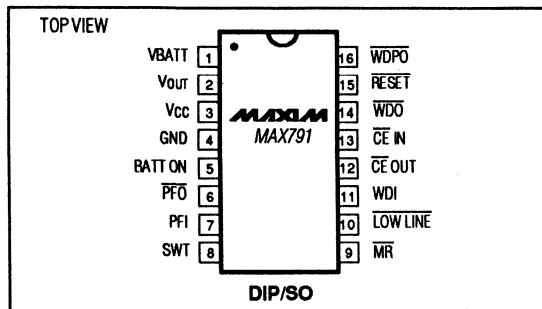 TOP VIEW
VBATT 1
VOUT 2
VCC 3
GND 4
BATT ON 5
PFO 6
PFI 7
SWT 8
MAXIM
MAX791
16 WDPO
15 RESET
14 WDO
13 CE IN
12 CE OUT
11 WDI
10 LOW LINE
9 MR
DIP/SO